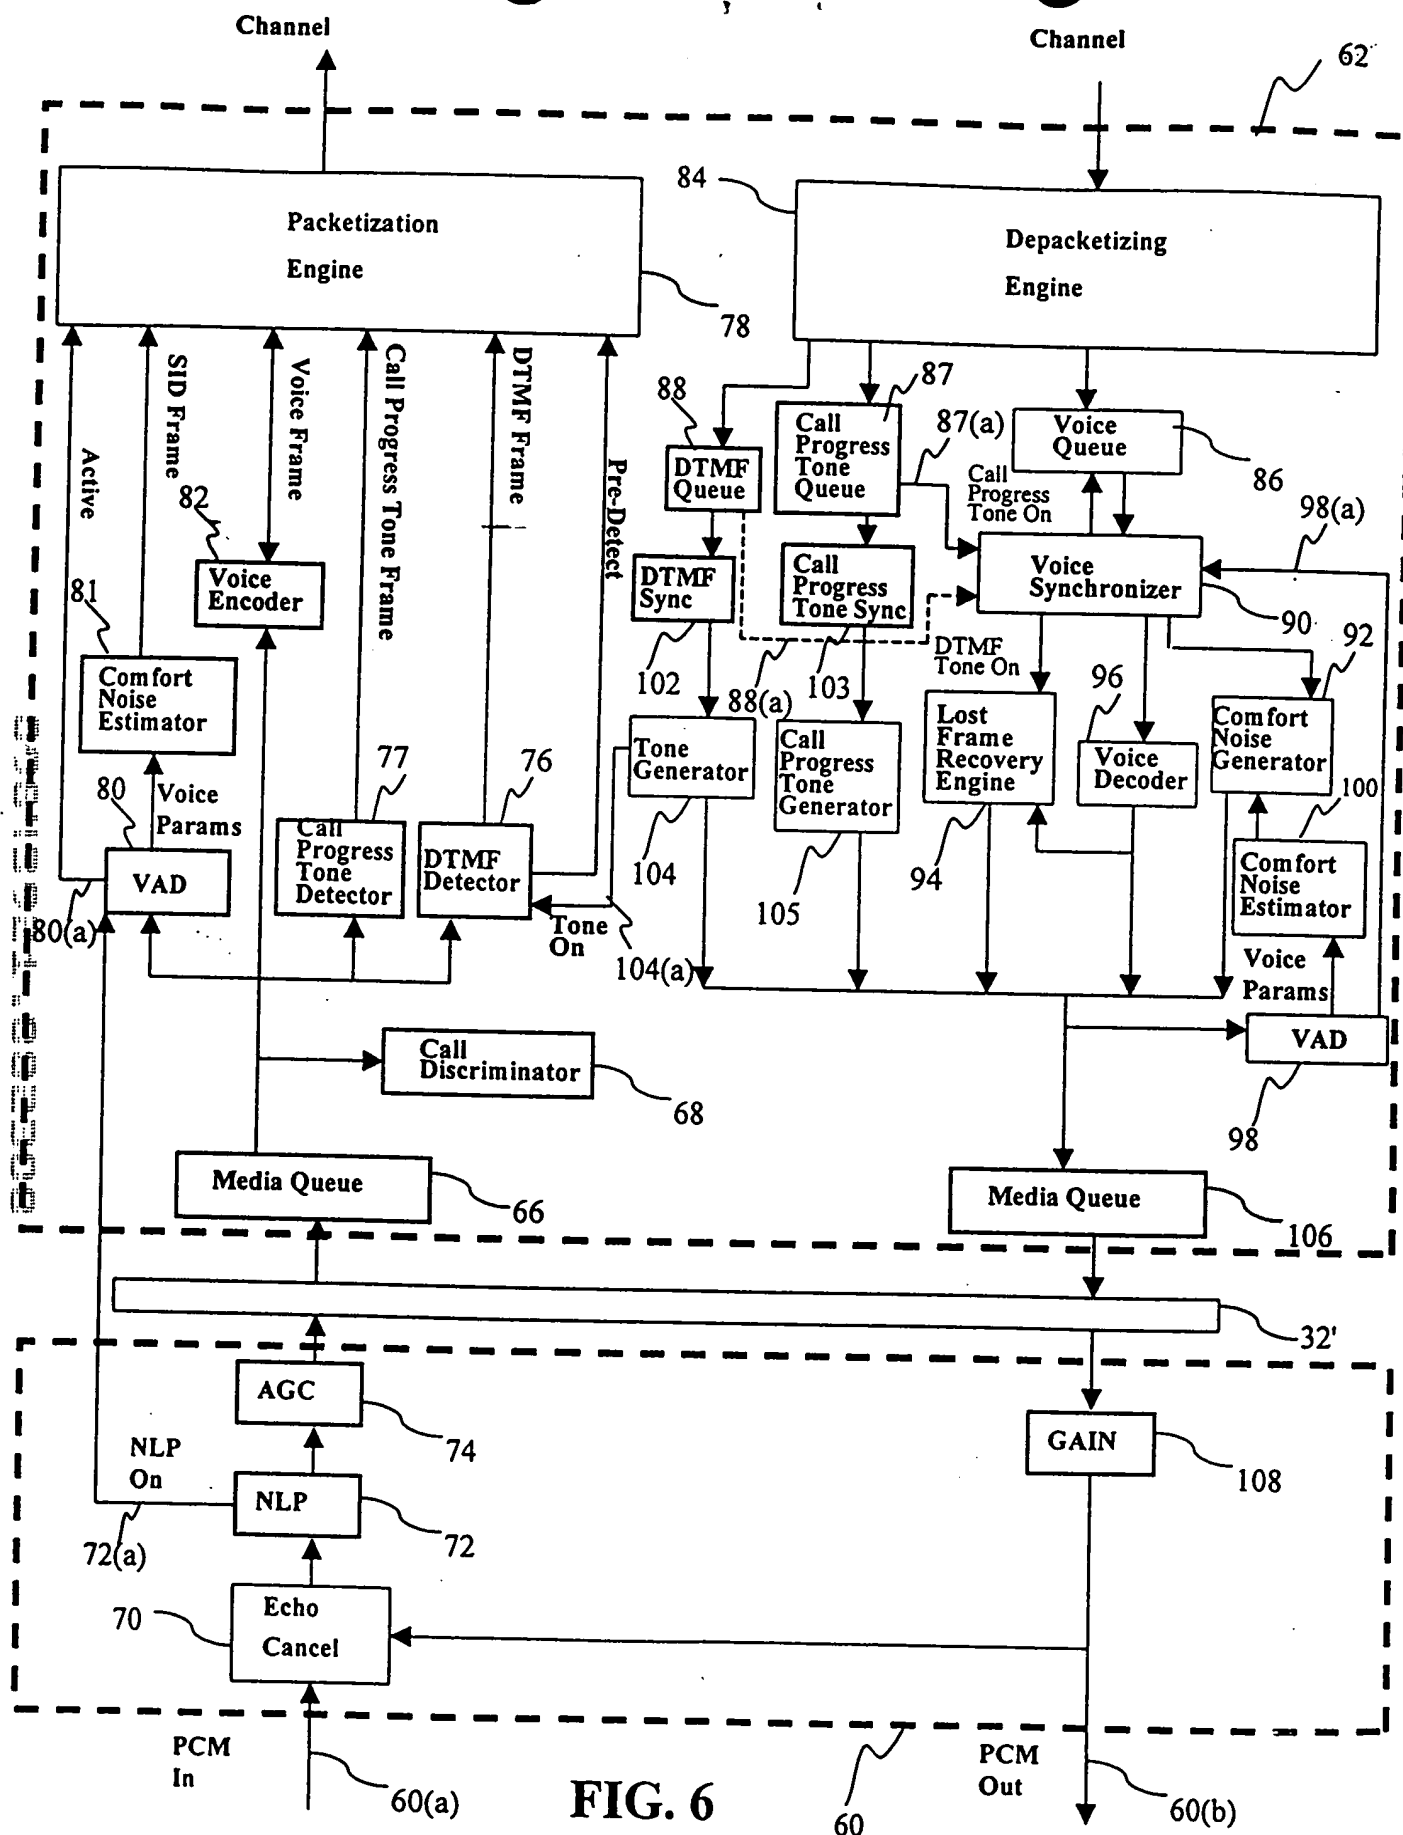 Channel
Channel
62
Packetization
Engine
78
84
Depacketizing
Engine
Active
SID Frame
Voice Frame
Call Progress Tone Frame
DTMF Frame
Pre-Detect
88
87
87(a)
DTMF
Queue
Call
Progress
Tone
Queue
Voice
Queue
86
Call
Progress
Tone On
98(a)
82
Voice
Encoder
81
Comfort
Noise
Estimator
DTMF
Sync
102
Call
Progress
Tone Sync
103
88(a)
Voice
Synchronizer
90
DTMF
Tone On
92
96
80
Voice
Params
VAD
80(a)
77
Call
Progress
Tone
Detector
76
DTMF
Detector
Tone
Generator
104
Tone
On
104(a)
Call
Progress
Tone
Generator
105
Lost
Frame
Recovery
Engine
94
Voice
Decoder
Comfort
Noise
Generator
100
Comfort
Noise
Estimator
Voice
Params
VAD
98
Call
Discriminator
68
Media Queue
66
Media Queue
106
32'
AGC
74
NLP
On
NLP
72
72(a)
GAIN
108
Echo
Cancel
70
PCM
In
60(a)
FIG. 6
60
PCM
Out
60(b)